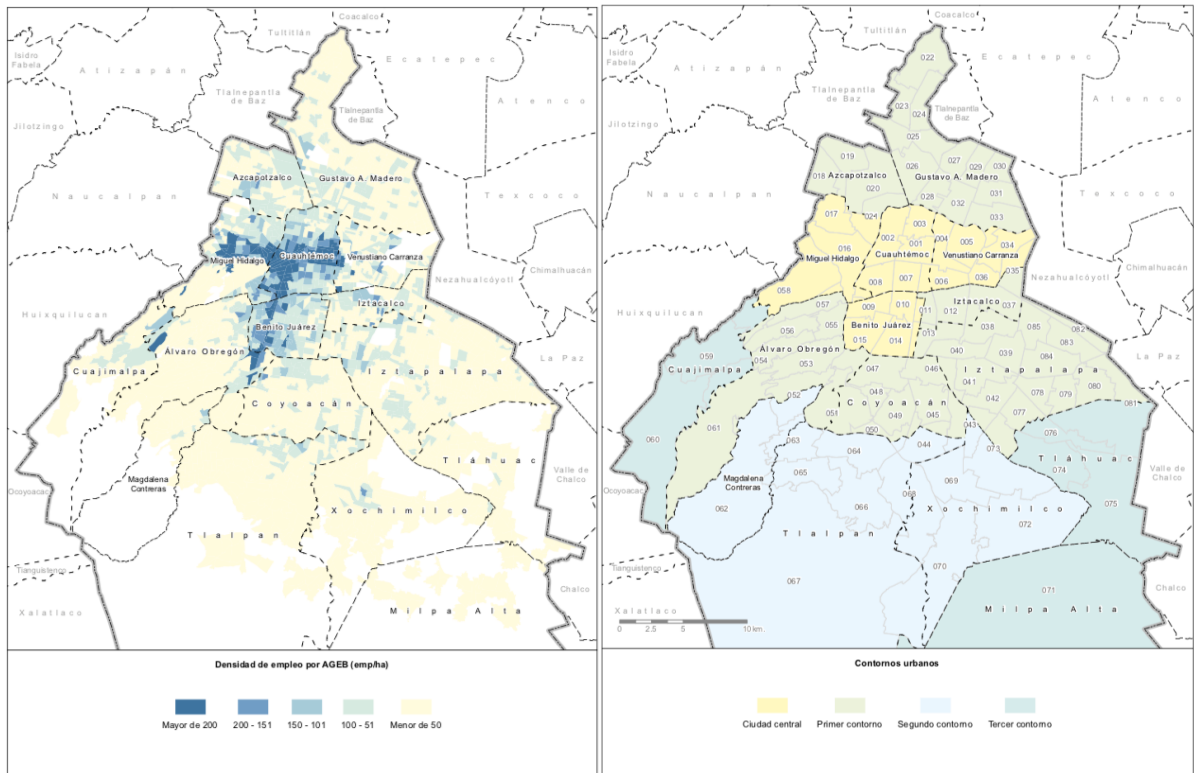 Coacalco
Tultitlán
Isidro
Fabela
Atizapán
Ecatepec
Tlalnepantla
de Baz
Atenco
Tlalnepantla
de Baz
Jilotzingo
Azcapotzalco
Gustavo A. Madero
Naucalpan
Texcoco
Miguel Hidalgo
Cuauhtémoc
Venustiano Carranza
Nezahualcóyotl
Chimalhuacán
Iztacalco
Huixquilucan
Benito Juárez
Álvaro Obregón
La Paz
Cuajimalpa
Iztapalapa
Coyoacán
Tláhuac
Valle de
Chalco
Magdalena
Contreras
Ocoyoacac
Xochimilco
Tlalpan
Tianguistenco
Chalco
Xalatlaco
Milpa Alta
Densidad de empleo por AGEB (emp/ha)
Mayor de 200
200 - 151
150 - 101
100 - 51
Menor de 50
Coacalco
Tultitlán
Isidro
Fabela
022
Atizapán
Ecatepec
Tlalnepantla
de Baz
Atenco
023
024
Tlalnepantla
de Baz
Jilotzingo
025
019
026
027
029
030
018
Azcapotzalco
Gustavo A. Madero
020
028
032
031
Naucalpan
Texcoco
017
024
003
033
002
001
004
005
034
016
Miguel Hidalgo
Cuauhtémoc
Venustiano Carranza
035
Nezahualcóyotl
Chimalhuacán
058
008
007
006
036
057
009
010
011
012
Iztacalco
037
Huixquilucan
056
055
Benito Juárez
013
038
085
082
015
014
083
059
Álvaro Obregón
040
039
084
La Paz
Cuajimalpa
054
053
047
046
Iztapalapa
041
080
052
048
042
078
079
Coyoacán
051
049
045
077
081
060
061
050
043
076
063
064
044
073
Tláhuac
065
074
Valle de
Chalco
Magdalena
Contreras
069
Ocoyoacac
068
075
062
066
Xochimilco
072
Tlalpan
Tianguistenco
067
070
071
Chalco
Xalatlaco
Milpa Alta
0 2.5 5 10 km.
Contornos urbanos
Ciudad central
Primer contorno
Segundo contorno
Tercer contorno